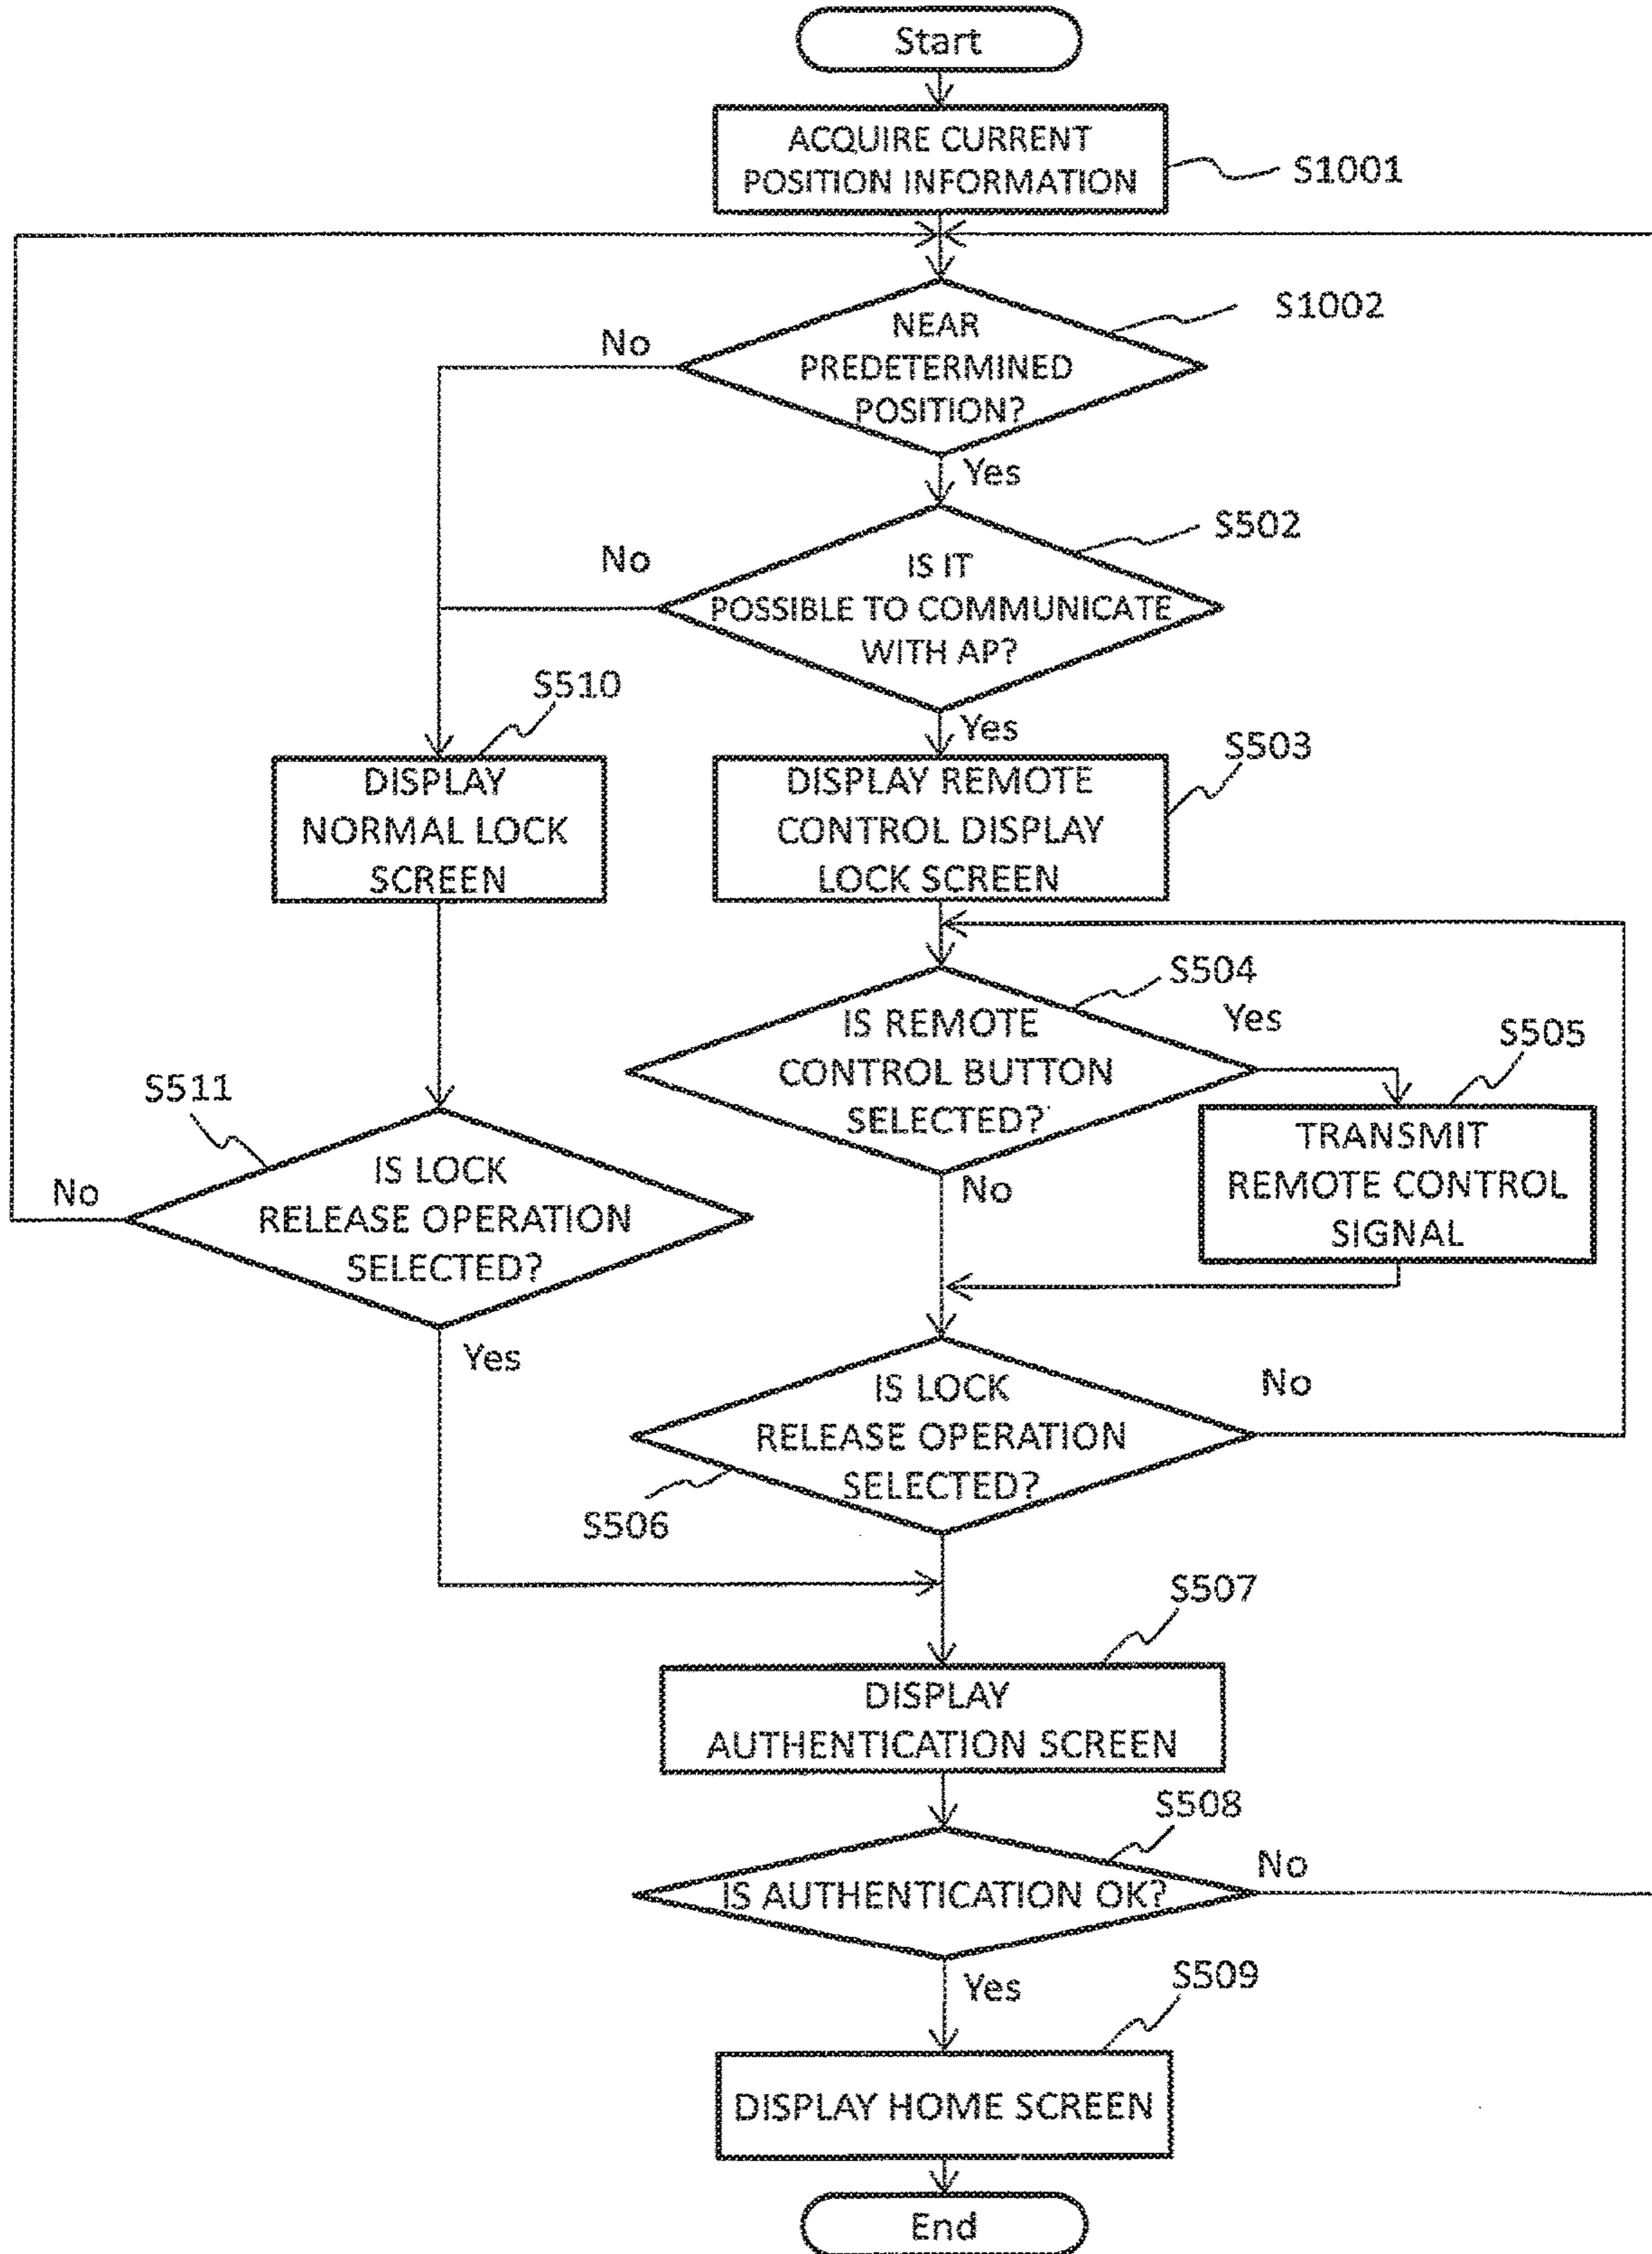 Start
ACQUIRE CURRENT
POSITION INFORMATION
S1001
S1002
NEAR
PREDETERMINED
POSITION?
No
Yes
S502
IS IT
POSSIBLE TO COMMUNICATE
WITH AP?
No
Yes
S510
DISPLAY
NORMAL LOCK
SCREEN
S503
DISPLAY REMOTE
CONTROL DISPLAY
LOCK SCREEN
S504
IS REMOTE
CONTROL BUTTON
SELECTED?
Yes
No
S505
TRANSMIT
REMOTE CONTROL
SIGNAL
S511
IS LOCK
RELEASE OPERATION
SELECTED?
No
Yes
IS LOCK
RELEASE OPERATION
SELECTED?
No
S506
S507
DISPLAY
AUTHENTICATION SCREEN
S508
IS AUTHENTICATION OK?
No
Yes
S509
DISPLAY HOME SCREEN
End